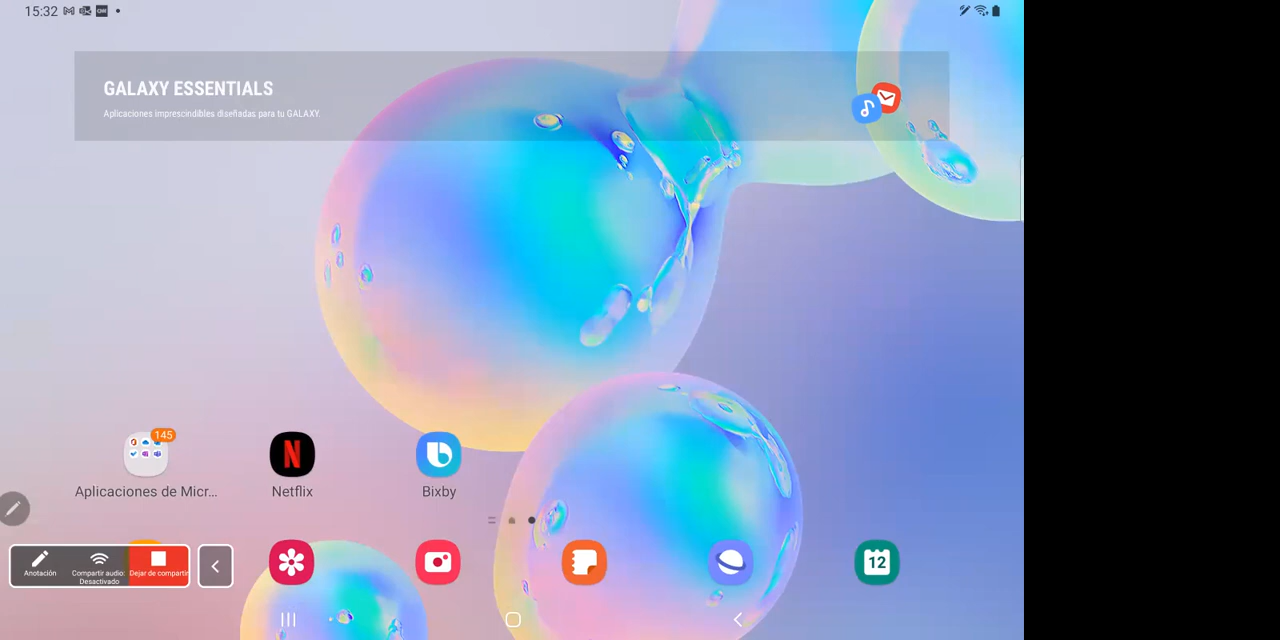 15:32
GALAXY ESSENTIALS
Aplicaciones imprescindibles diseñadas para tu GALAXY.
145
N
Aplicaciones de Micr...
Netflix
Bixby
12
Anotación
Compartir audio:
Desactivado
Dejar de compartir